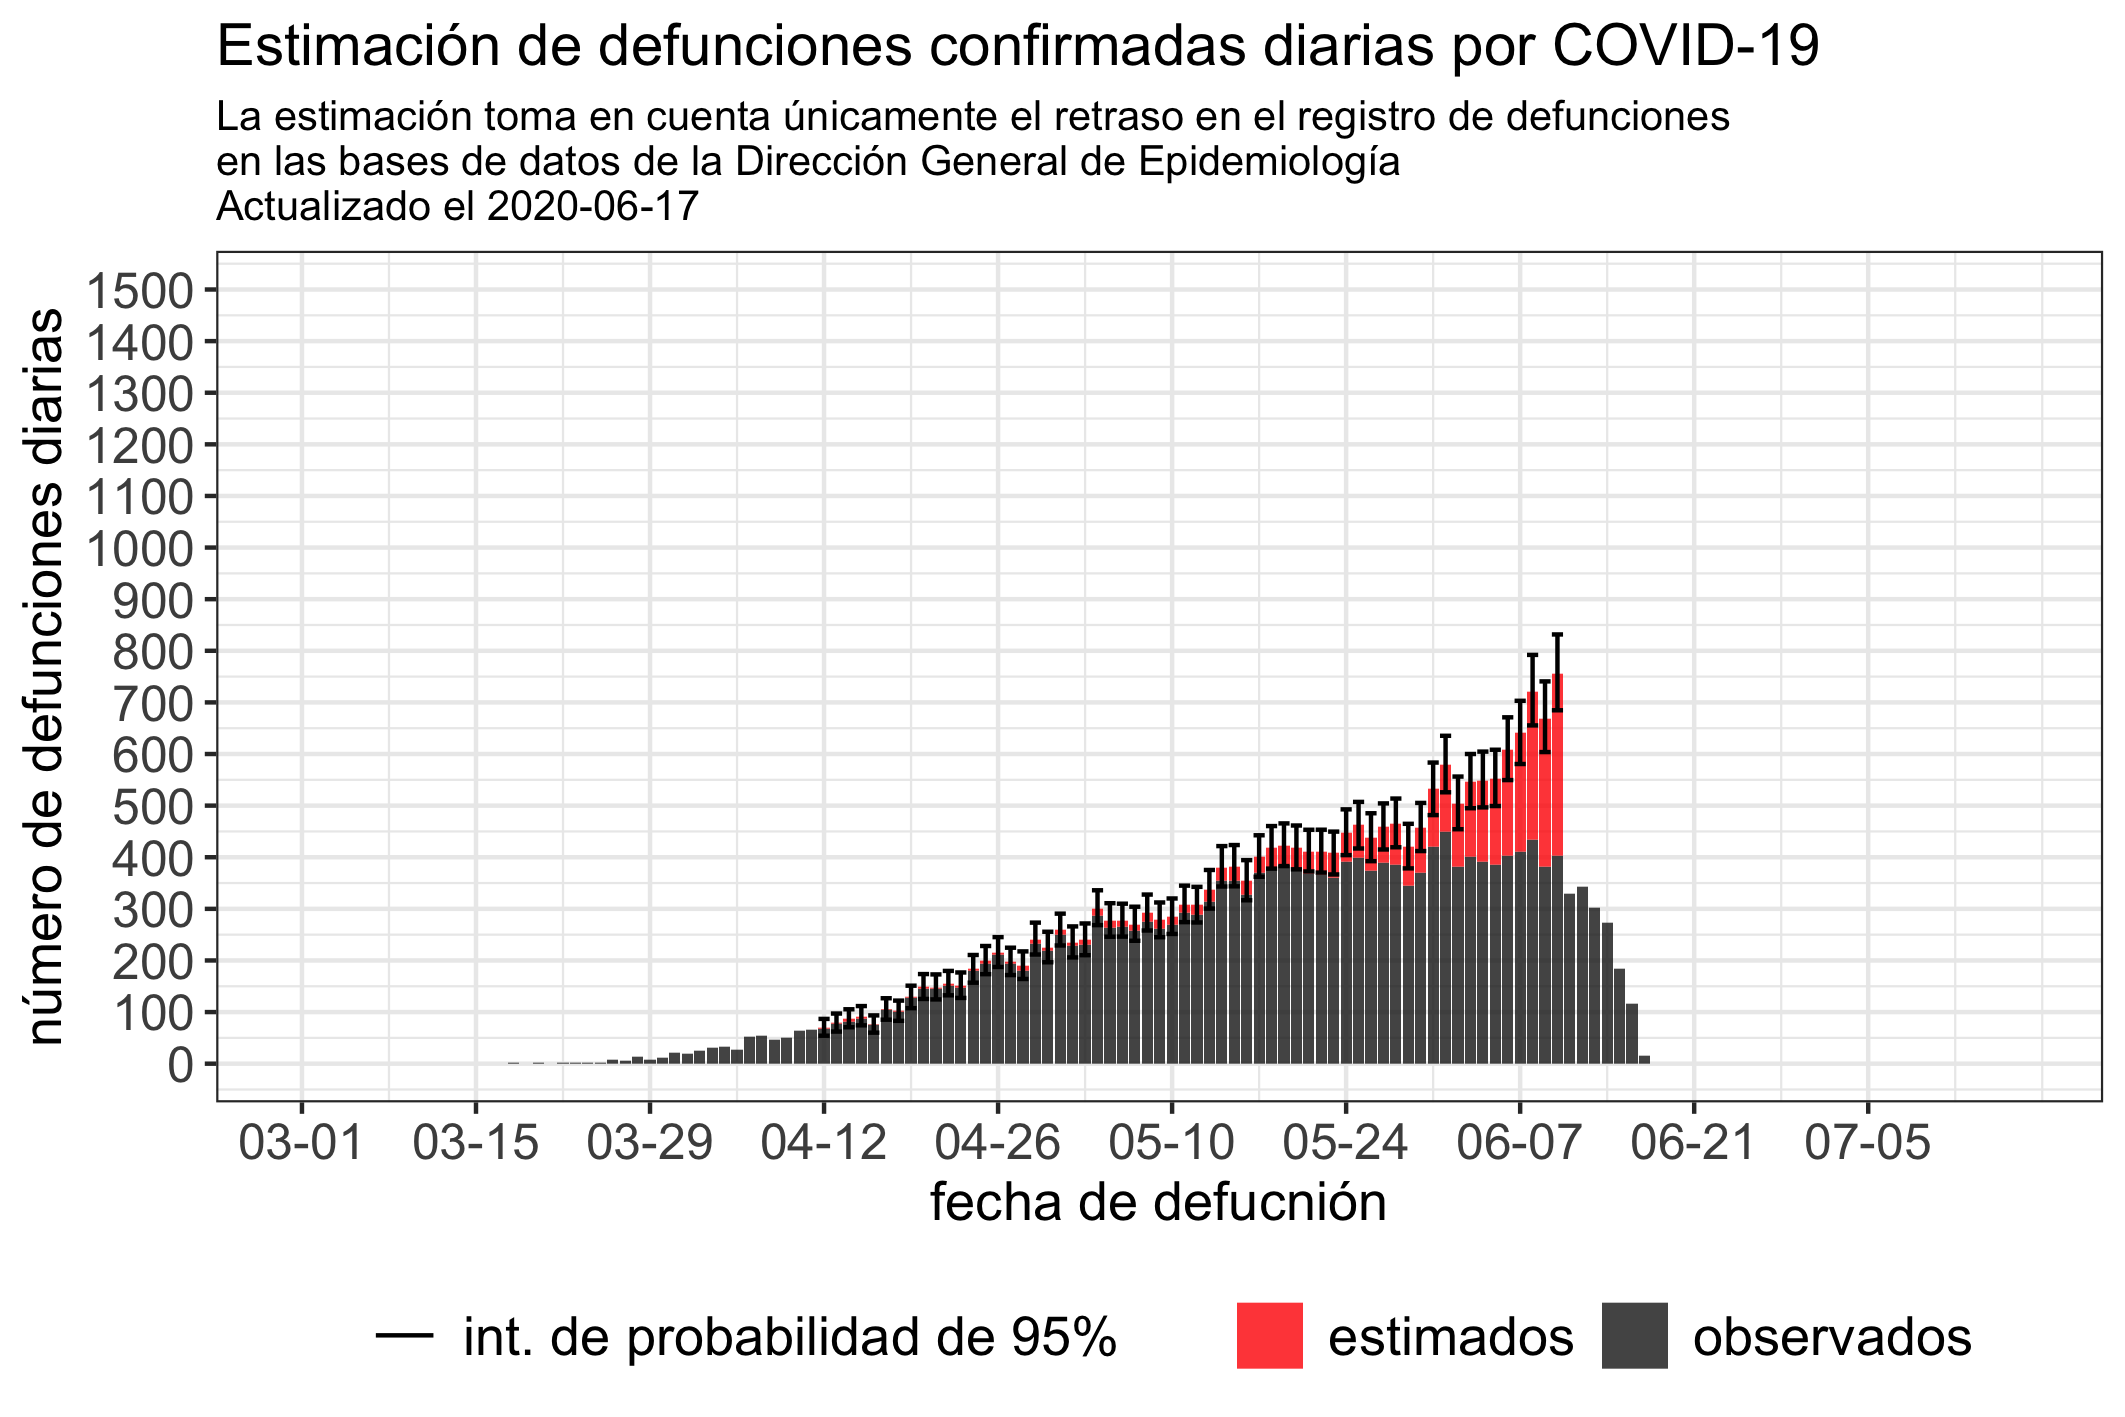 Estimación de defunciones confirmadas diarias por COVID-19
La estimación toma en cuenta únicamente el retraso en el registro de defunciones
en las bases de datos de la Dirección General de Epidemiología
Actualizado el 2020-06-17
número de defunciones diarias
1500
1400
1300
1200
1100
1000
900
800
700
600
500
400
300
200
100
0
03-01 03-15 03-29 04-12 04-26 05-10 05-24 06-07 06-21 07-05
fecha de defucnión
int. de probabilidad de 95% estimados observados